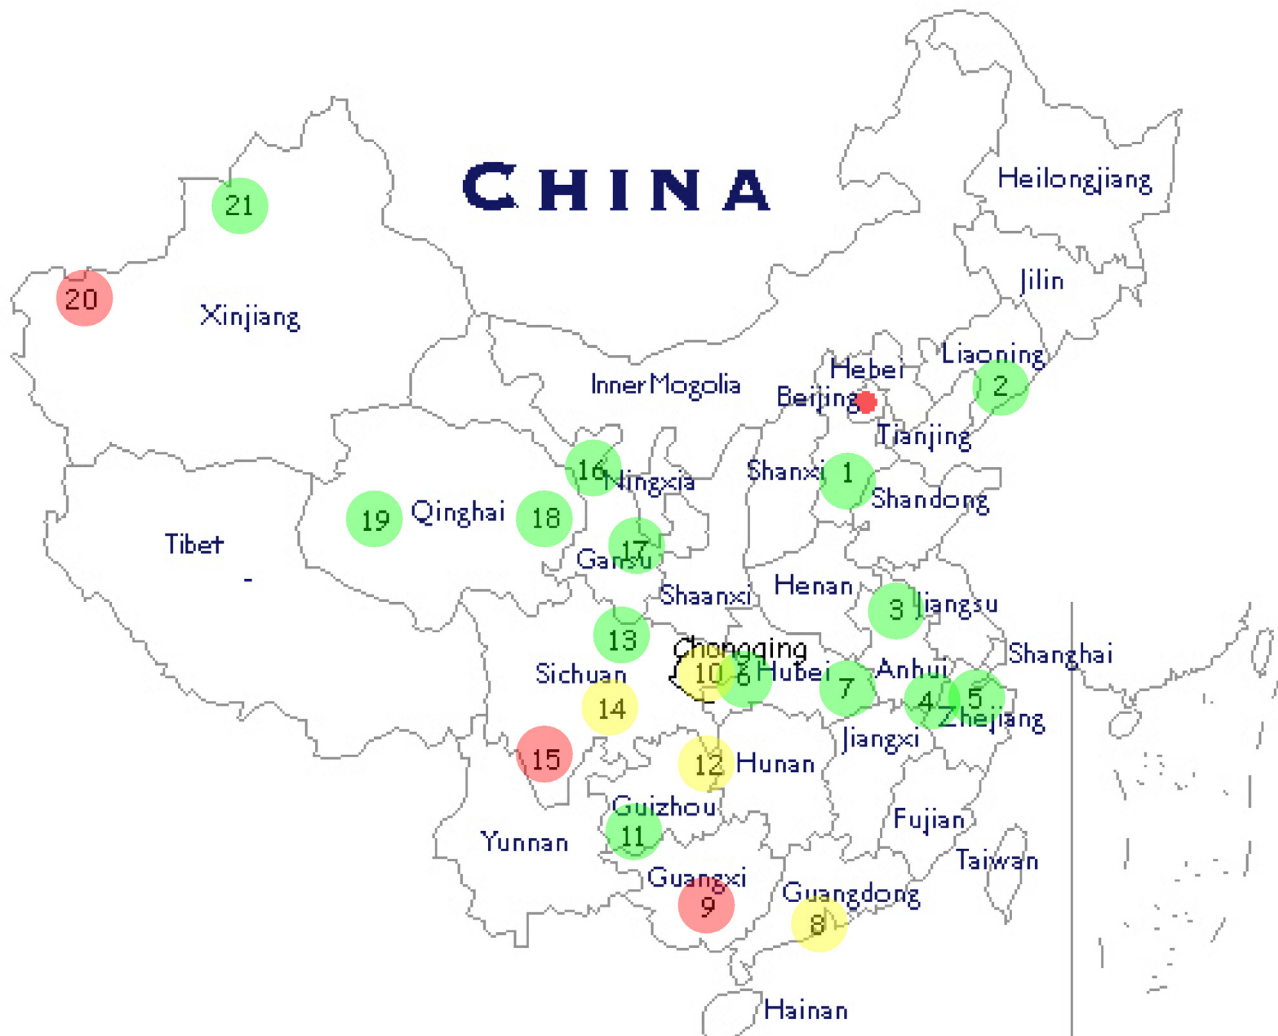 CHINA
Heilongjiang
21
Jilin
20
Xinjiang
Liaoning
Hebei
InnerMogolia
2
Beijing
Tianjing
16
Ningxia
Shanxi
1
Shandong
19
Qinghai
18
Tibet
17
Gansu
Henan
Shaanxi
3
Jiangsu
13
Chongqing
Shanghai
Sichuan
10
6
Hubei
7
Anhui
4
5
14
Zhejiang
Jiangxi
15
12
Hunan
Guizhou
11
Yunnan
Fujian
Taiwan
Guangxi
Guangdong
9
8
Hainan